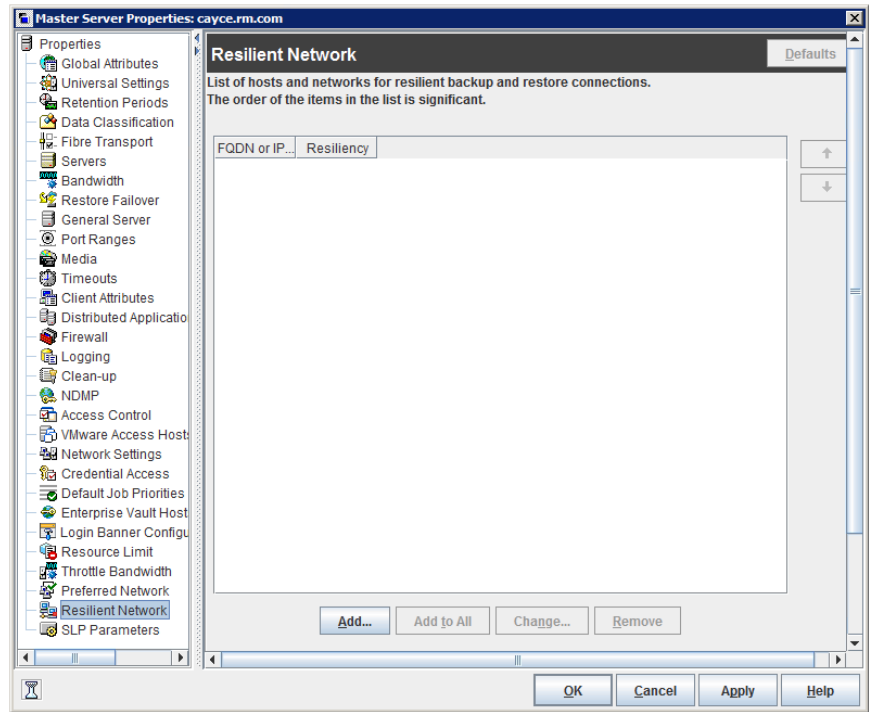 Master Server Properties: cayce.rm.com
Properties
Global Attributes
Universal Settings
Retention Periods
Data Classification
Fibre Transport
Servers
Bandwidth
Restore Failover
General Server
Port Ranges
Media
Timeouts
Client Attributes
Distributed Applicatio
Firewall
Logging
Clean-up
NDMP
Access Control
VMware Access Hosts
Network Settings
Credential Access
Default Job Priorities
Enterprise Vault Host
Login Banner Configu
Resource Limit
Throttle Bandwidth
Preferred Network
Resilient Network
SLP Parameters
Resilient Network
Defaults
List of hosts and networks for resilient backup and restore connections.
The order of the items in the list is significant.
FQDN or IP... Resiliency
Add... Add to All Change... Remove
OK Cancel Apply Help